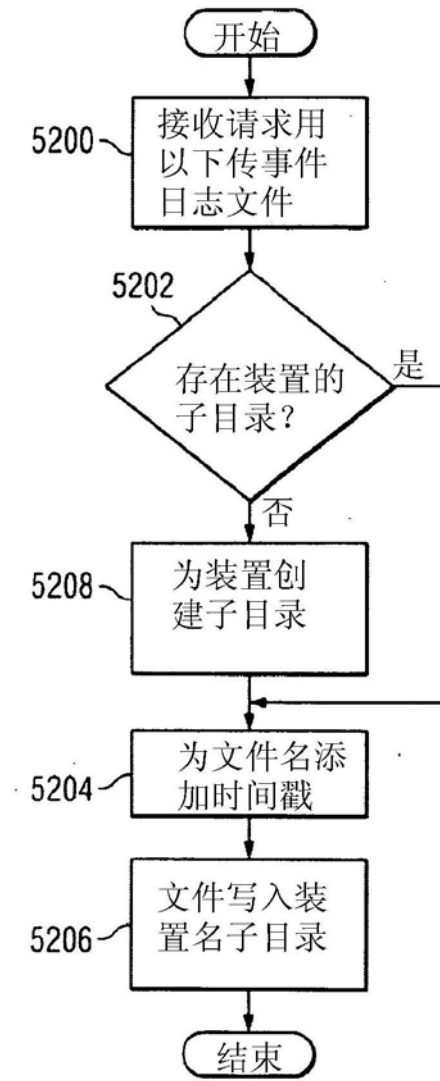 开始
5200
接收请求用
以下传事件
日志文件
5202
存在装置的
子目录?
是
否
5208
为装置创
建子目录
为文件名添
加时间戳
5204
文件写入装
置名子目录
5206
结束